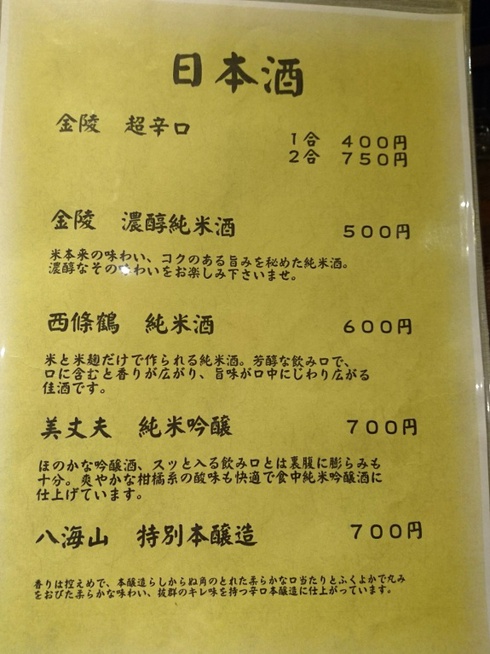 日本酒
金陵 超辛口
1合 400円
2合 750円
金陵 濃醇純米酒 500円
米本来の味わい、コクのある旨みを秘めた純米酒。
濃醇なその味わいをお楽しみ下さいませ。
西條鶴 純米酒 600円
米と米麹だけで作られる純米酒。芳醇な飲み口で、
口に含むと香りが広がり、旨味が口中にじわり広がる
佳酒です。
美丈夫 純米吟醸 700円
ほのかな吟醸酒、スッと入る飲み口とは裏腹に膨らみも
十分。爽やかな柑橘系の酸味も快適で食中純米吟醸酒に
仕上げています。
八海山 特別本醸造 700円
香りは控えめで、本醸造らしからぬ角のとれた柔らかな口当たりとふくよかで丸み
をおびた柔らかな味わい、抜群のキレ味を持つ辛口本醸造に仕上がっています。